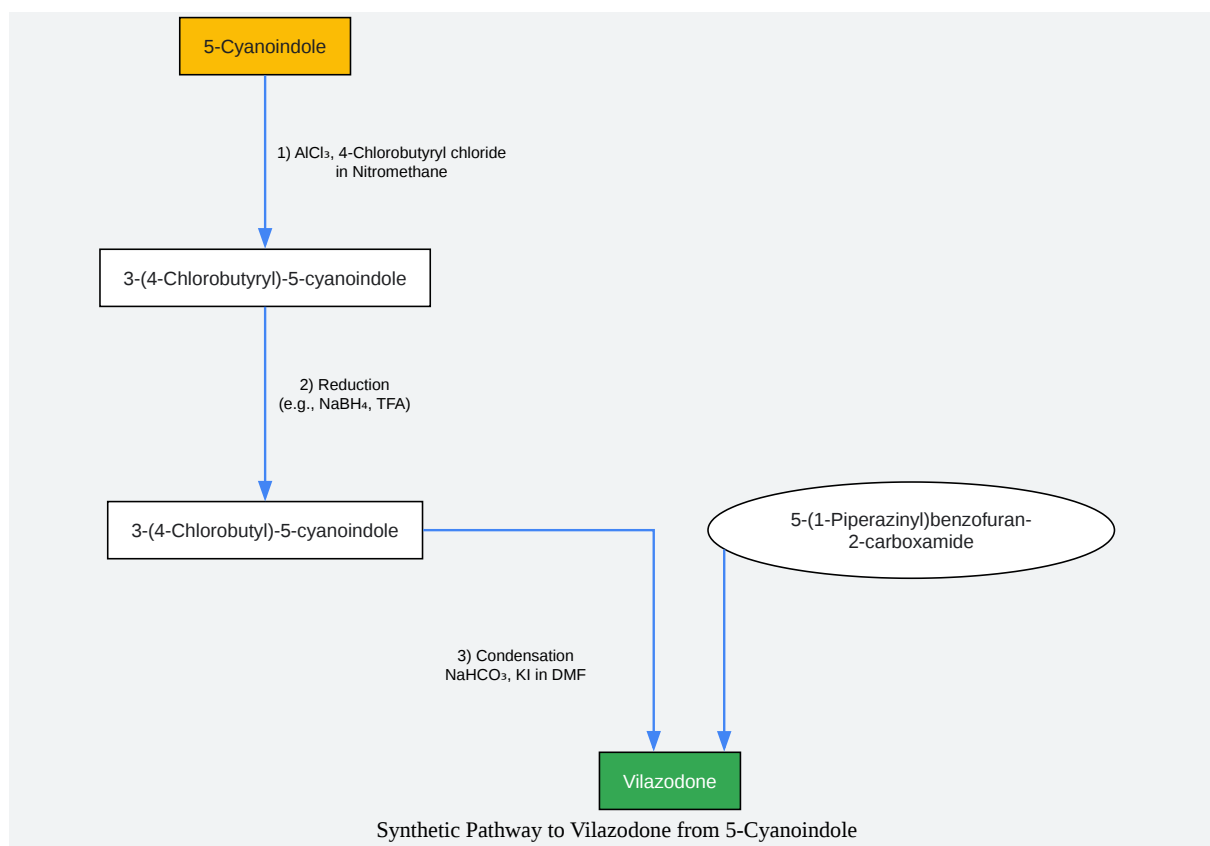 5-Cyanoindole
1) AlCl₃, 4-Chlorobutyryl chloride
in Nitromethane
3-(4-Chlorobutyryl)-5-cyanoindole
2) Reduction
(e.g., NaBH₄, TFA)
3-(4-Chlorobutyl)-5-cyanoindole
5-(1-Piperazinyl)benzofuran-
2-carboxamide
3) Condensation
NaHCO₃, KI in DMF
Vilazodone
Synthetic Pathway to Vilazodone from 5-Cyanoindole